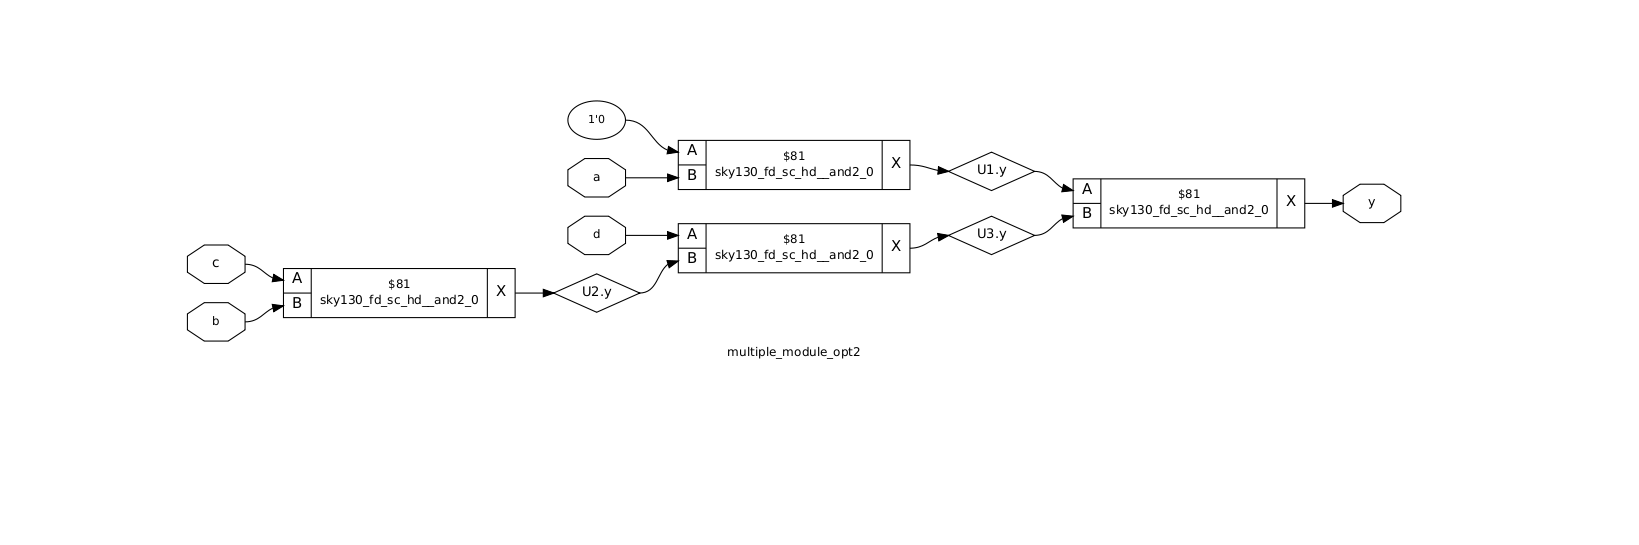 1'0
A
$81
X
B
sky130_fd_sc_hd__and2_0
a
U1.y
A
$81
X
B
sky130_fd_sc_hd__and2_0
y
d
A
$81
X
B
sky130_fd_sc_hd__and2_0
U3.y
c
A
$81
X
B
sky130_fd_sc_hd__and2_0
U2.y
b
multiple_module_opt2